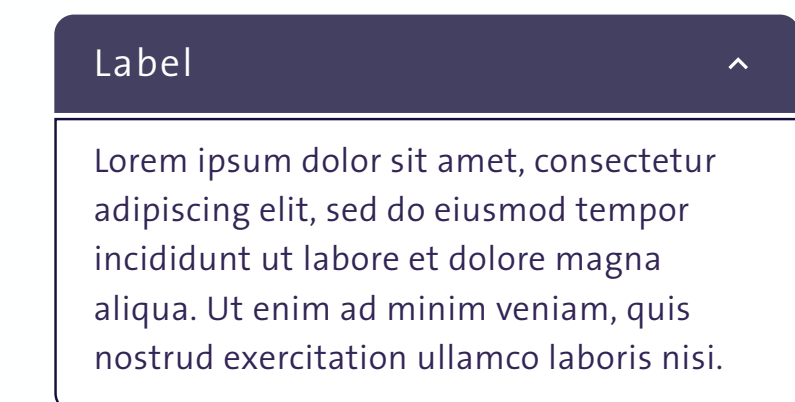 Label
Lorem ipsum dolor sit amet, consectetur
adipiscing elit, sed do eiusmod tempor
incididunt ut labore et dolore magna
aliqua. Ut enim ad minim veniam, quis
nostrud exercitation ullamco laboris nisi.